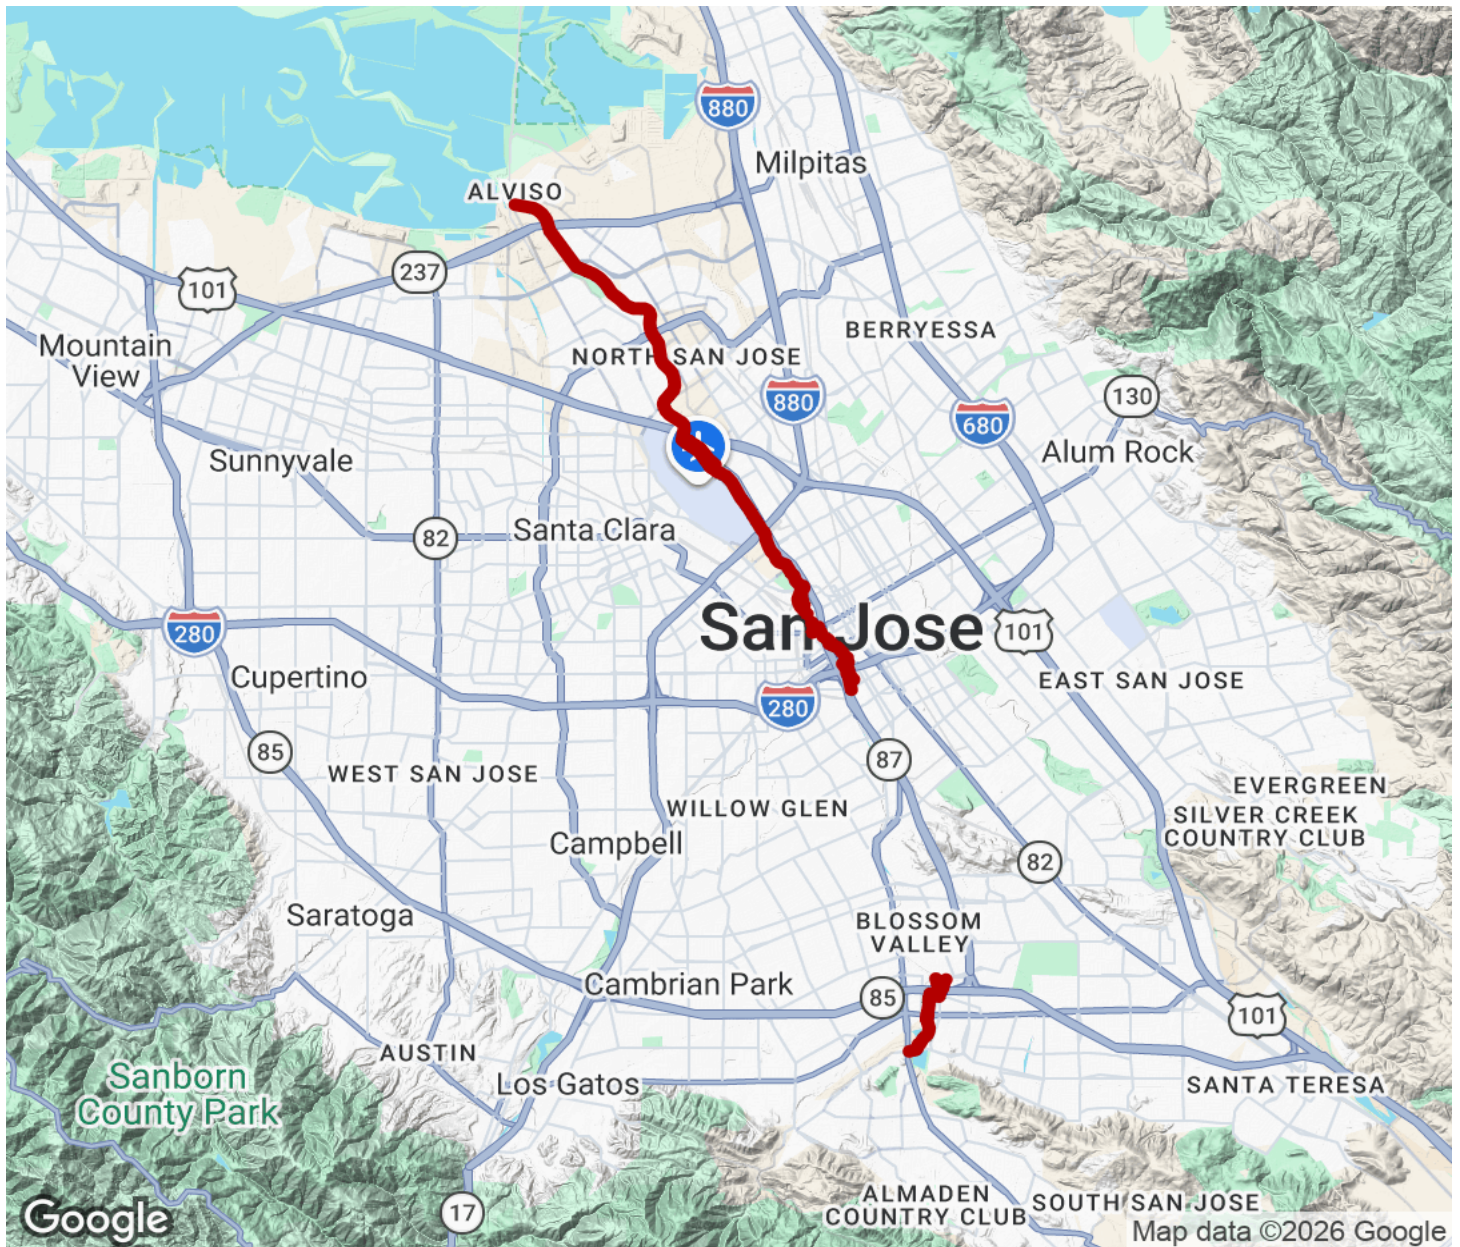 880
Milpitas
ALVISO
237
101
BERRYESSA
Mountain
View
NORTH SAN JOSE
880
130
680
Alum Rock
Sunnyvale
82
Santa Clara
San Jose
101
280
Cupertino
EAST SAN JOSE
280
85
87
WEST SAN JOSE
EVERGREEN
WILLOW GLEN
SILVER CREEK
COUNTRY CLUB
Campbell
82
Saratoga
BLOSSOM
VALLEY
Cambrian Park
85
101
AUSTIN
Sanborn
County Park
Los Gatos
SANTA TERESA
ALMADEN
COUNTRY CLUB
SOUTH SAN JOSE
17
Google
Map data ©2026 Google